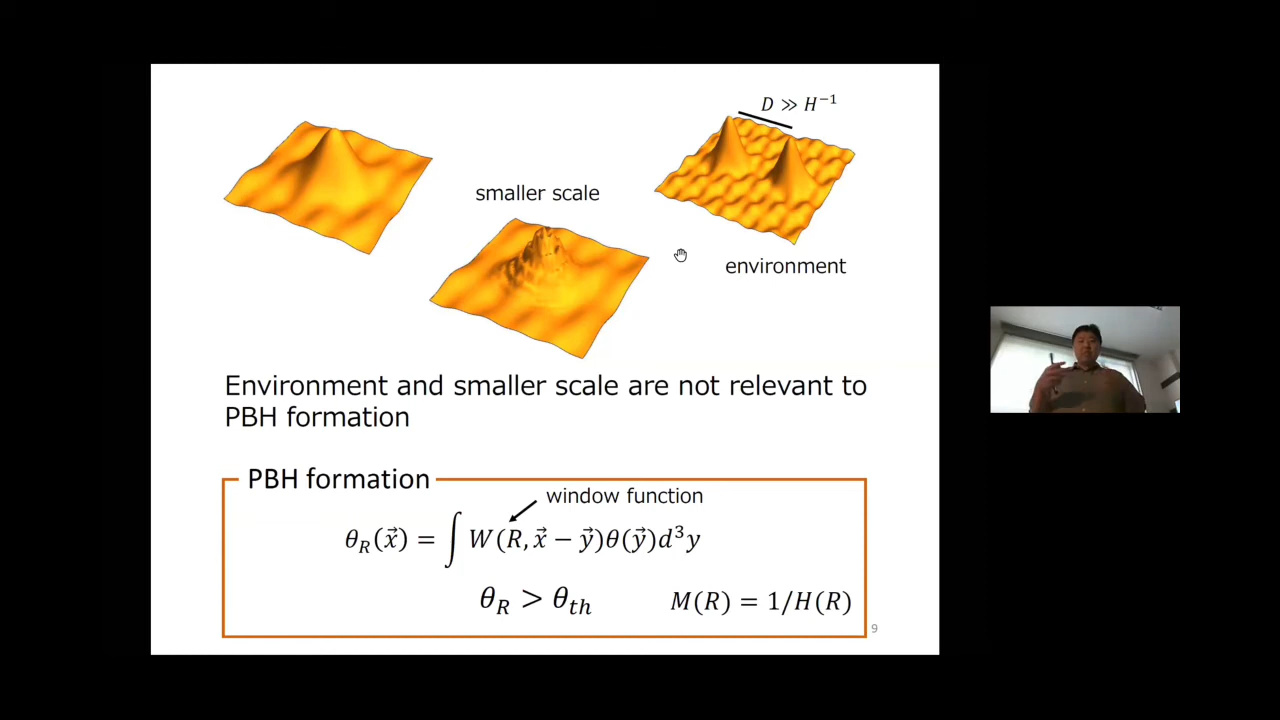 D ≫ H⁻¹
smaller scale
environment
Environment and smaller scale are not relevant to
PBH formation
PBH formation
window function
θ_R(x⃗) = ∫ W(R, x⃗ − y⃗)θ(y⃗)d³y
θ_R > θ_th
M(R) = 1/H(R)
9